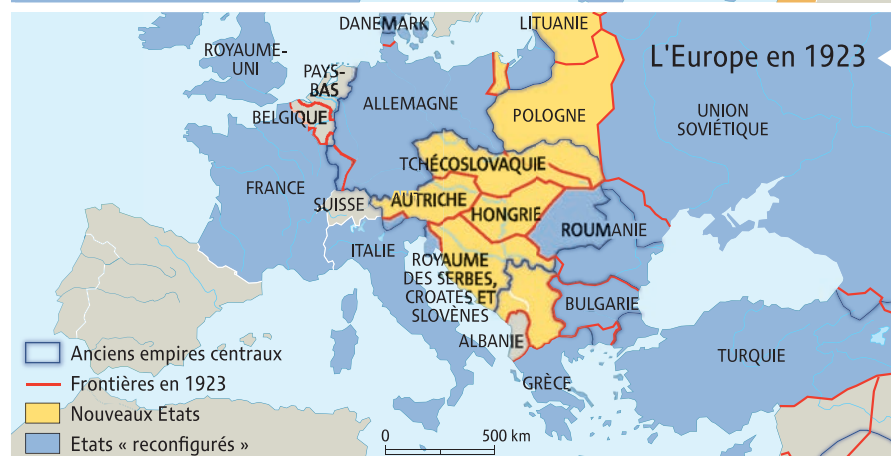 L'Europe en 1923
DANEMARK
LITUANIE
ROYAUME-
UNI
PAYS-
BAS
ALLEMAGNE
POLOGNE
UNION
SOVIÉTIQUE
BELGIQUE
TCHÉCOSLOVAQUIE
FRANCE
SUISSE
AUTRICHE
HONGRIE
ROUMANIE
ITALIE
ROYAUME
DES SERBES,
CROATES ET
SLOVÈNES
BULGARIE
ALBANIE
TURQUIE
GRÈCE
Anciens empires centraux
Frontières en 1923
Nouveaux Etats
Etats « reconfigurés »
0 500 km